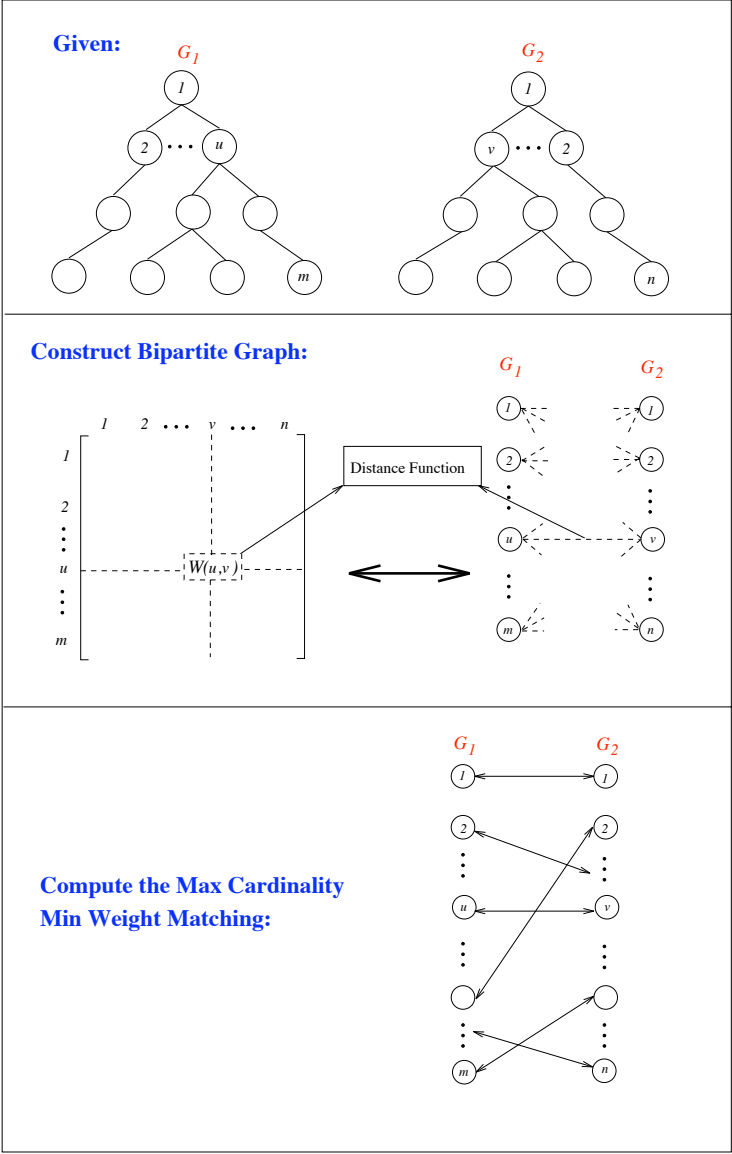 Given:
G1 G2
1 1
2 ••• u v ••• 2
m n
Construct Bipartite Graph:
G1 G2
1 2 ••• v ••• n
1 1 1
Distance Function
2 2 2
u W(u,v) u v
m m n
G1 G2
1 1
2 2
Compute the Max Cardinality
Min Weight Matching:
u v
m n